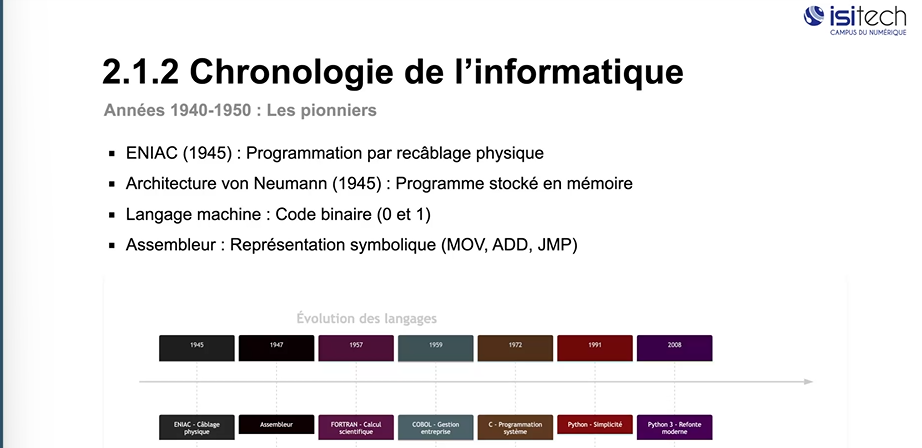 isitech
CAMPUS DU NUMÉRIQUE
2.1.2 Chronologie de l’informatique
Années 1940-1950 : Les pionniers
▪ ENIAC (1945) : Programmation par recâblage physique
▪ Architecture von Neumann (1945) : Programme stocké en mémoire
▪ Langage machine : Code binaire (0 et 1)
▪ Assembleur : Représentation symbolique (MOV, ADD, JMP)
Évolution des langages
1945 1947 1957 1959 1972 1991 2008
ENIAC - Câblage physique
Assembleur
FORTRAN - Calcul scientifique
COBOL - Gestion entreprise
C - Programmation système
Python - Simplicité
Python 3 - Refonte moderne